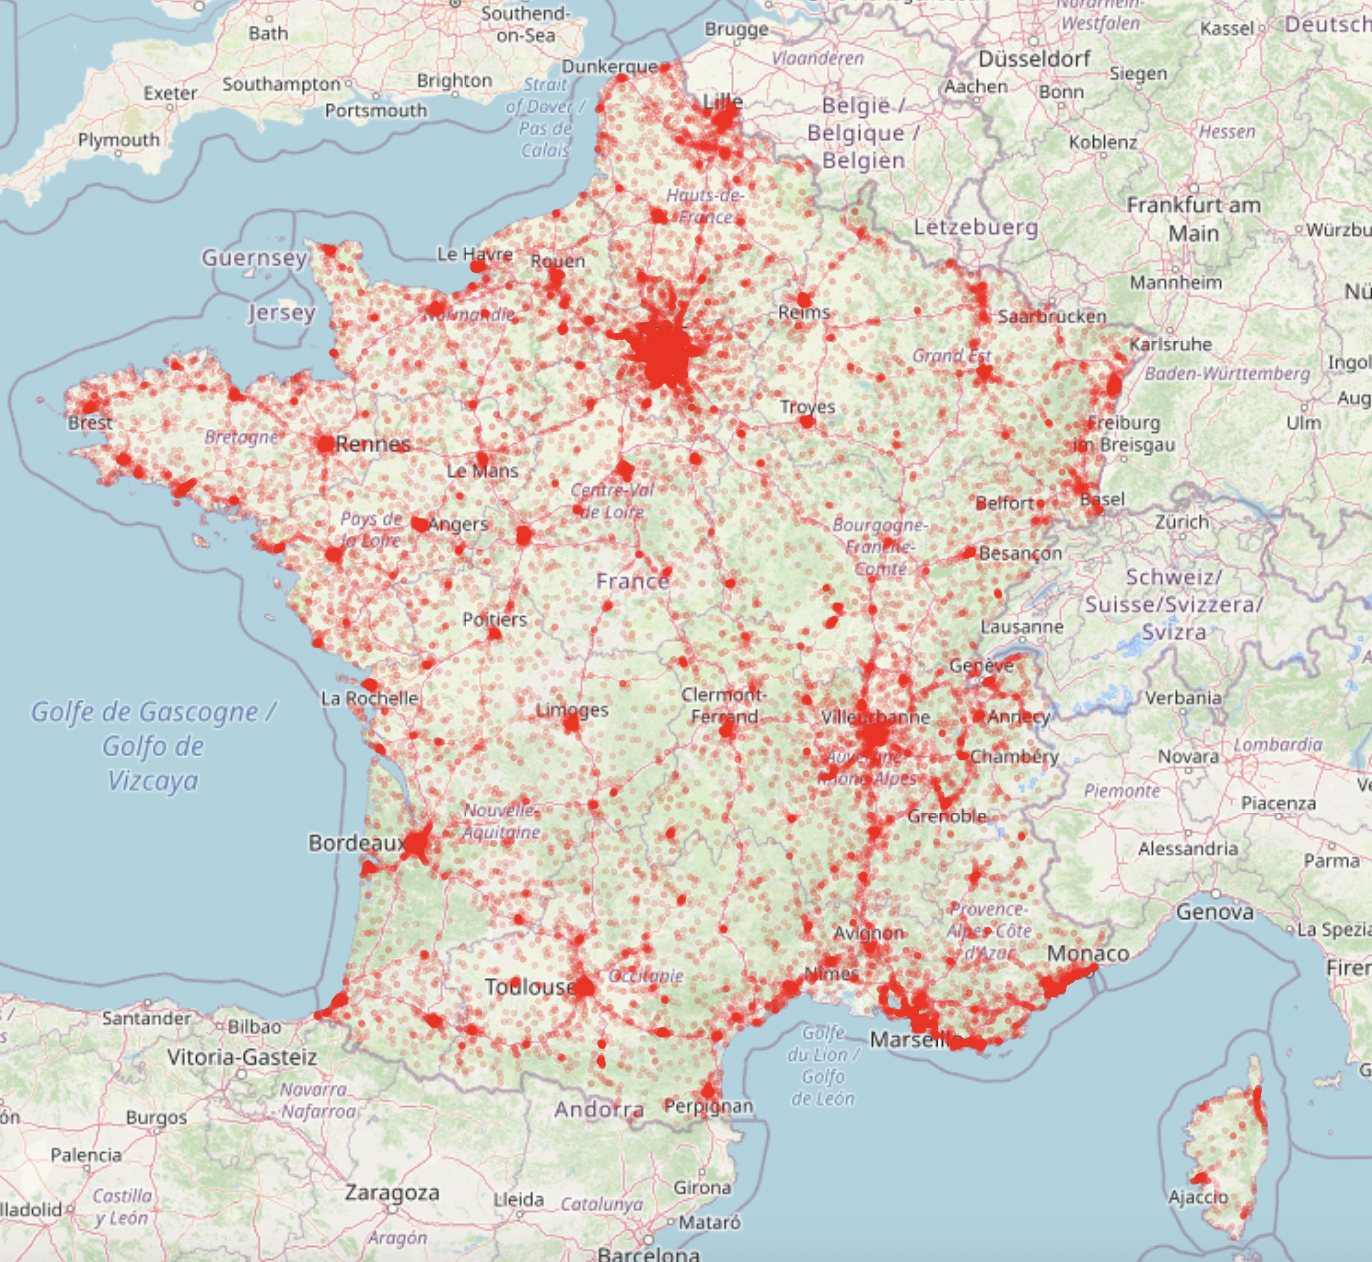 Southend-
on-Sea
Bath
Brugge
Nordrhein-
Westfalen
Kassel
Deutsch
Dunkerque
Vlaanderen
Düsseldorf
Siegen
Exeter
Southampton
Brighton
Portsmouth
Strait
of Dover /
Pas de
Calais
Lille
België /
Belgique /
Belgien
Aachen
Bonn
Plymouth
Koblenz
Hessen
Hauts-de-
France
Frankfurt am
Main
Würzbu
Lëtzebuerg
Guernsey
Le Havre
Rouen
Mannheim
Nü
Jersey
Normandie
Reims
Saarbrücken
Karlsruhe
Grand Est
Baden-Württemberg
Ingol
Aug
Brest
Bretagne
Rennes
Troyes
Freiburg
im Breisgau
Ulm
Le Mans
Centre-Val
de Loire
Belfort
Basel
Pays de
la Loire
Angers
Bourgogne-
Franche-
Comté
Zürich
Besançon
France
Schweiz/
Suisse/Svizzera/
Svizra
Poitiers
Lausanne
Genève
La Rochelle
Limoges
Clermont-
Ferrand
Villeurbanne
Annecy
Verbania
Golfe de Gascogne /
Golfo de
Vizcaya
Auvergne-
Rhône-Alpes
Chambéry
Novara
Lombardia
Ve
Piemonte
Piacenza
Nouvelle-
Aquitaine
Grenoble
Bordeaux
Alessandria
Parma
Provence-
Alpes-Côte
d'Azur
Genova
La Spezia
Avignon
Monaco
Firen
Toulouse
Occitanie
Nîmes
Santander
Bilbao
Marseille
Golfe
du Lion /
Golfo
de León
Vitoria-Gasteiz
Navarra
- Nafarroa
Andorra
Perpignan
ón
Burgos
Palencia
Girona
Zaragoza
Lleida
Catalunya
Ajaccio
lladolid
Castilla
y León
Mataró
Aragón
Barcelona